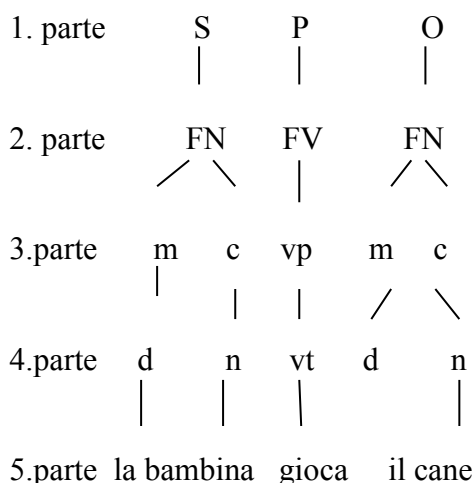 1. parte S P O
2. parte FN FV FN
3.parte m c vp m c
4.parte d n vt d n
5.parte la bambina gioca il cane